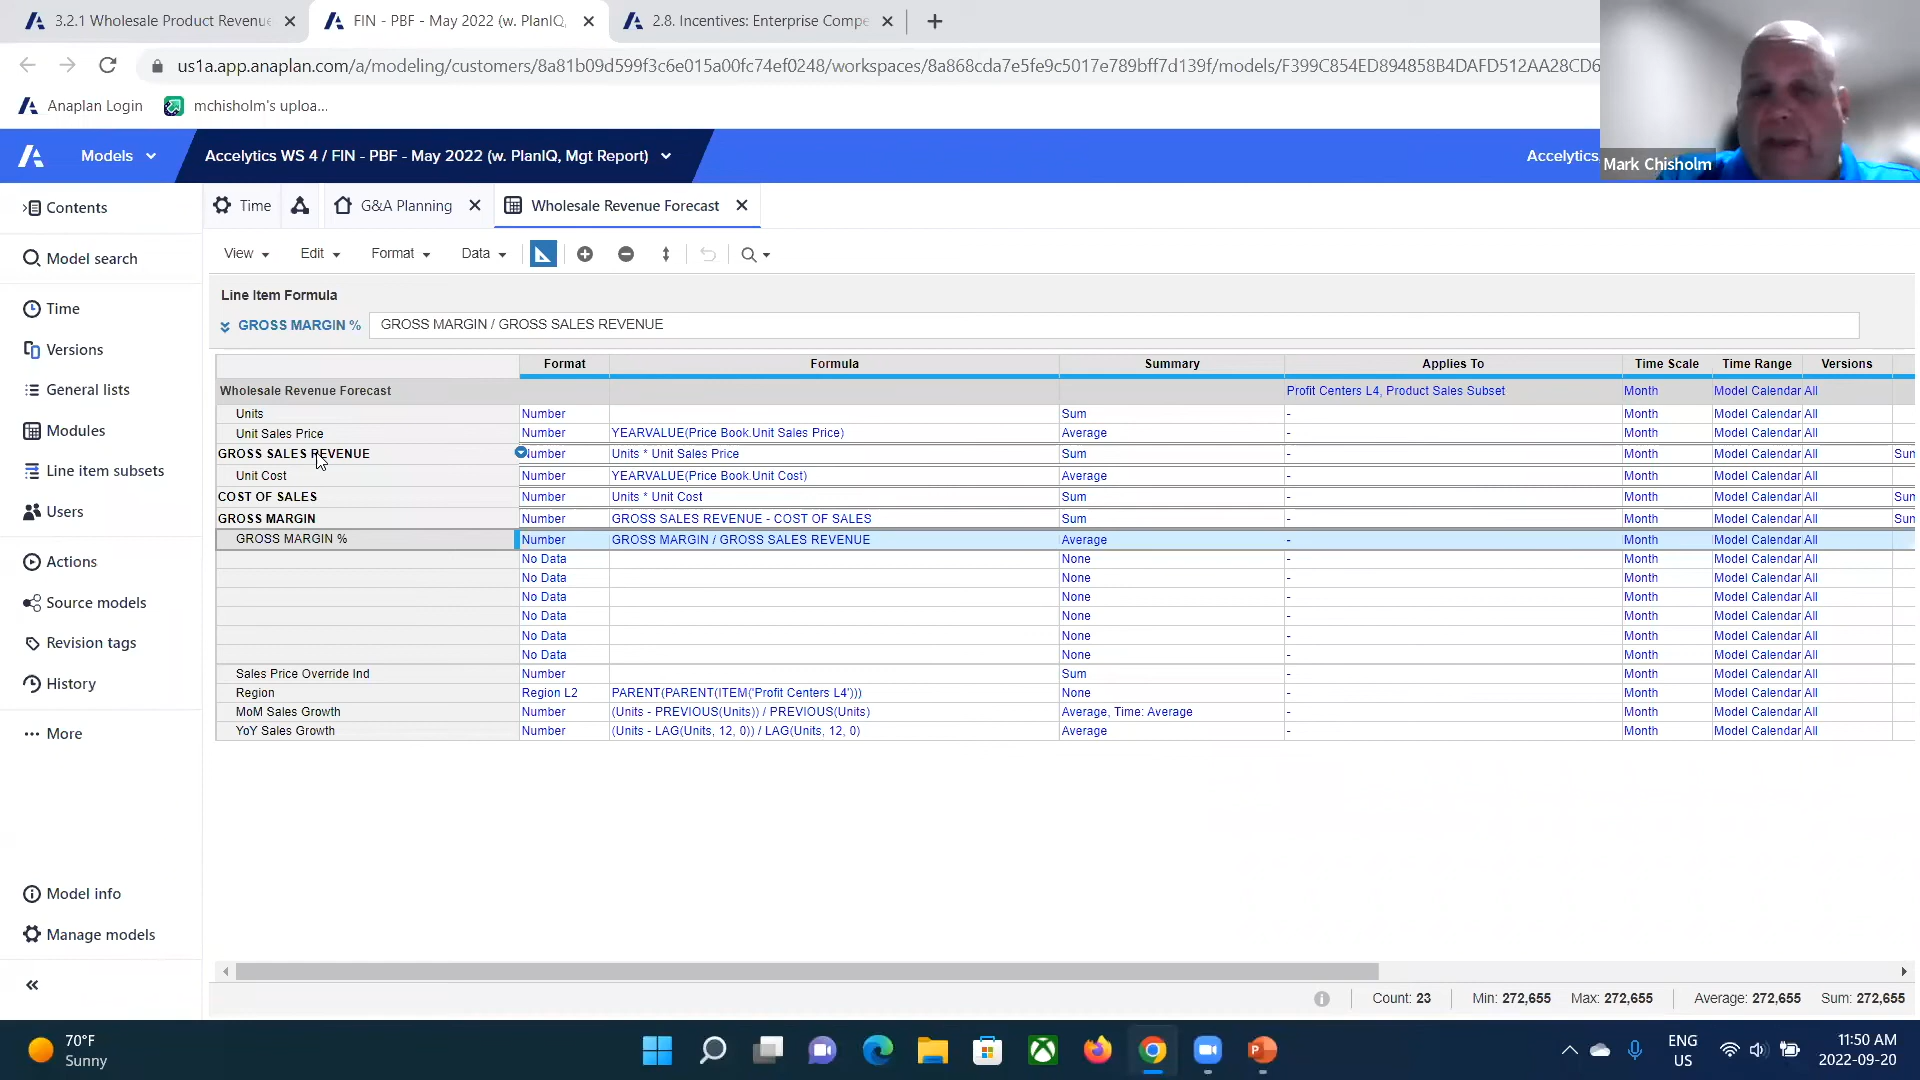 3.2.1 Wholesale Product Revenue
FIN - PBF - May 2022 (w. PlanIQ,
2.8. Incentives: Enterprise Compe
us1a.app.anaplan.com/a/modeling/customers/8a81b09d599f3c6e015a00fc74ef0248/workspaces/8a868cda7e5fe9c5017e789bff7d139f/models/F399C854ED894858B4DAFD512AA28CD6
Anaplan Login
mchisholm's uploa...
Models
Accelytics WS 4 / FIN - PBF - May 2022 (w. PlanIQ, Mgt Report)
Accelytics
Mark Chisholm
Contents
Time
G&A Planning
Wholesale Revenue Forecast
Model search
View
Edit
Format
Data
Time
Versions
General lists
Modules
Line item subsets
Users
Actions
Source models
Revision tags
History
More
Model info
Manage models
Line Item Formula
GROSS MARGIN % GROSS MARGIN / GROSS SALES REVENUE
Format Formula Summary Applies To Time Scale Time Range Versions
Wholesale Revenue Forecast Profit Centers L4, Product Sales Subset Month Model Calendar All
Units Number Sum - Month Model Calendar All
Unit Sales Price Number YEARVALUE(Price Book.Unit Sales Price) Average - Month Model Calendar All
GROSS SALES REVENUE Number Units * Unit Sales Price Sum - Month Model Calendar All Sun
Unit Cost Number YEARVALUE(Price Book.Unit Cost) Average - Month Model Calendar All
COST OF SALES Number Units * Unit Cost Sum - Month Model Calendar All Sun
GROSS MARGIN Number GROSS SALES REVENUE - COST OF SALES Sum - Month Model Calendar All Sun
GROSS MARGIN % Number GROSS MARGIN / GROSS SALES REVENUE Average - Month Model Calendar All
No Data None - Month Model Calendar All
No Data None - Month Model Calendar All
No Data None - Month Model Calendar All
No Data None - Month Model Calendar All
No Data None - Month Model Calendar All
No Data None - Month Model Calendar All
Sales Price Override Ind Number Sum - Month Model Calendar All
Region Region L2 PARENT(PARENT(ITEM('Profit Centers L4'))) None - Month Model Calendar All
MoM Sales Growth Number (Units - PREVIOUS(Units)) / PREVIOUS(Units) Average, Time: Average - Month Model Calendar All
YoY Sales Growth Number (Units - LAG(Units, 12, 0)) / LAG(Units, 12, 0) Average - Month Model Calendar All
Count: 23 Min: 272,655 Max: 272,655 Average: 272,655 Sum: 272,655
70°F
Sunny
ENG
US
11:50 AM
2022-09-20